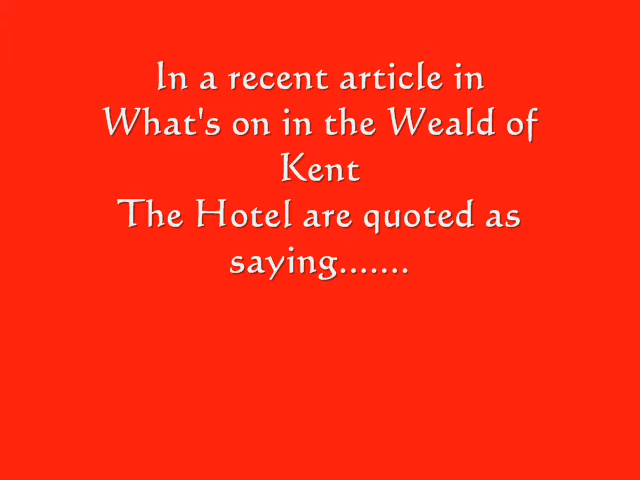 In a recent article in
What's on in the Weald of
Kent
The Hotel are quoted as
saying.......